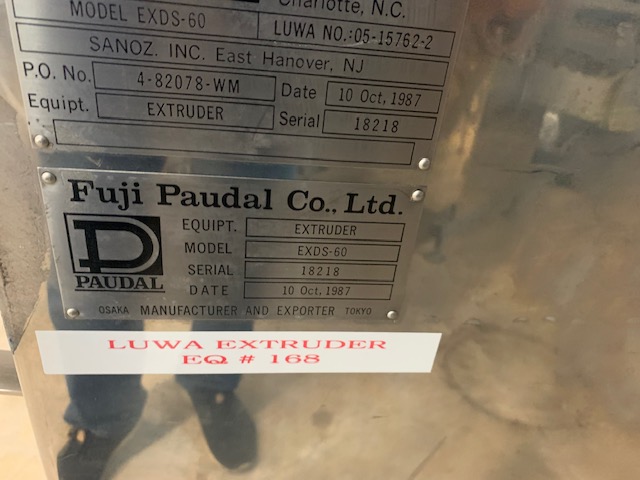 Charlotte, N.C.
MODEL EXDS-60 LUWA NO.:05-15762-2
SANOZ. INC. East Hanover, NJ
P.O. No. 4-82078-WM Date 10 Oct, 1987
Equipt. EXTRUDER Serial 18218
Fuji Paudal Co., Ltd.
EQUIPT. EXTRUDER
MODEL EXDS-60
SERIAL 18218
PAUDAL DATE 10 Oct, 1987
OSAKA MANUFACTURER AND EXPORTER TOKYO
LUWA EXTRUDER
EQ # 168